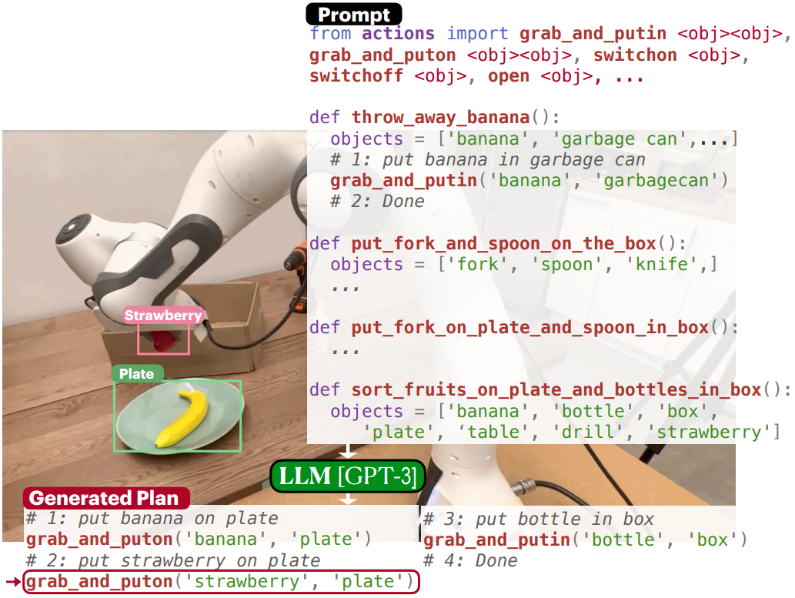 Prompt
from actions import grab_and_putin <obj><obj>,
grab_and_puton <obj><obj>, switchon <obj>,
switchoff <obj>, open <obj>, ...
def throw_away_banana():
objects = ['banana', 'garbage can',...]
# 1: put banana in garbage can
grab_and_putin('banana', 'garbagecan')
# 2: Done
def put_fork_and_spoon_on_the_box():
objects = ['fork', 'spoon', 'knife',]
...
def put_fork_on_plate_and_spoon_in_box():
...
def sort_fruits_on_plate_and_bottles_in_box():
objects = ['banana', 'bottle', 'box',
'plate', 'table', 'drill', 'strawberry']
Strawberry
Plate
LLM [GPT-3]
Generated Plan
# 1: put banana on plate
grab_and_puton('banana', 'plate')
# 2: put strawberry on plate
grab_and_puton('strawberry', 'plate')
# 3: put bottle in box
grab_and_putin('bottle', 'box')
# 4: Done